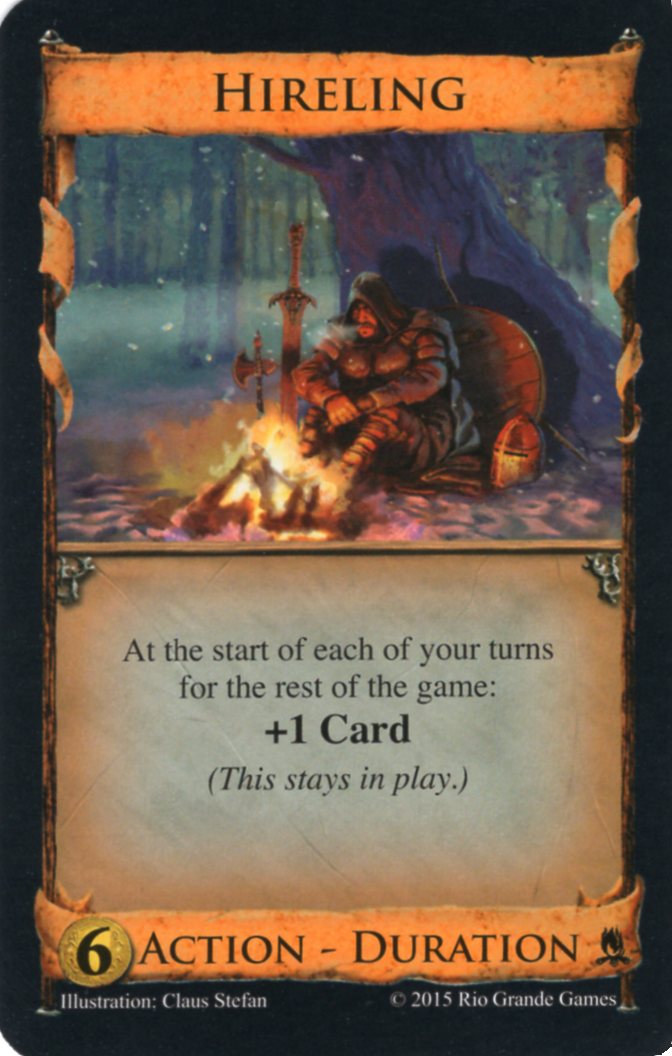 HIRELING
At the start of each of your turns
for the rest of the game:
+1 Card
(This stays in play.)
6 ACTION - DURATION
Illustration: Claus Stefan © 2015 Rio Grande Games